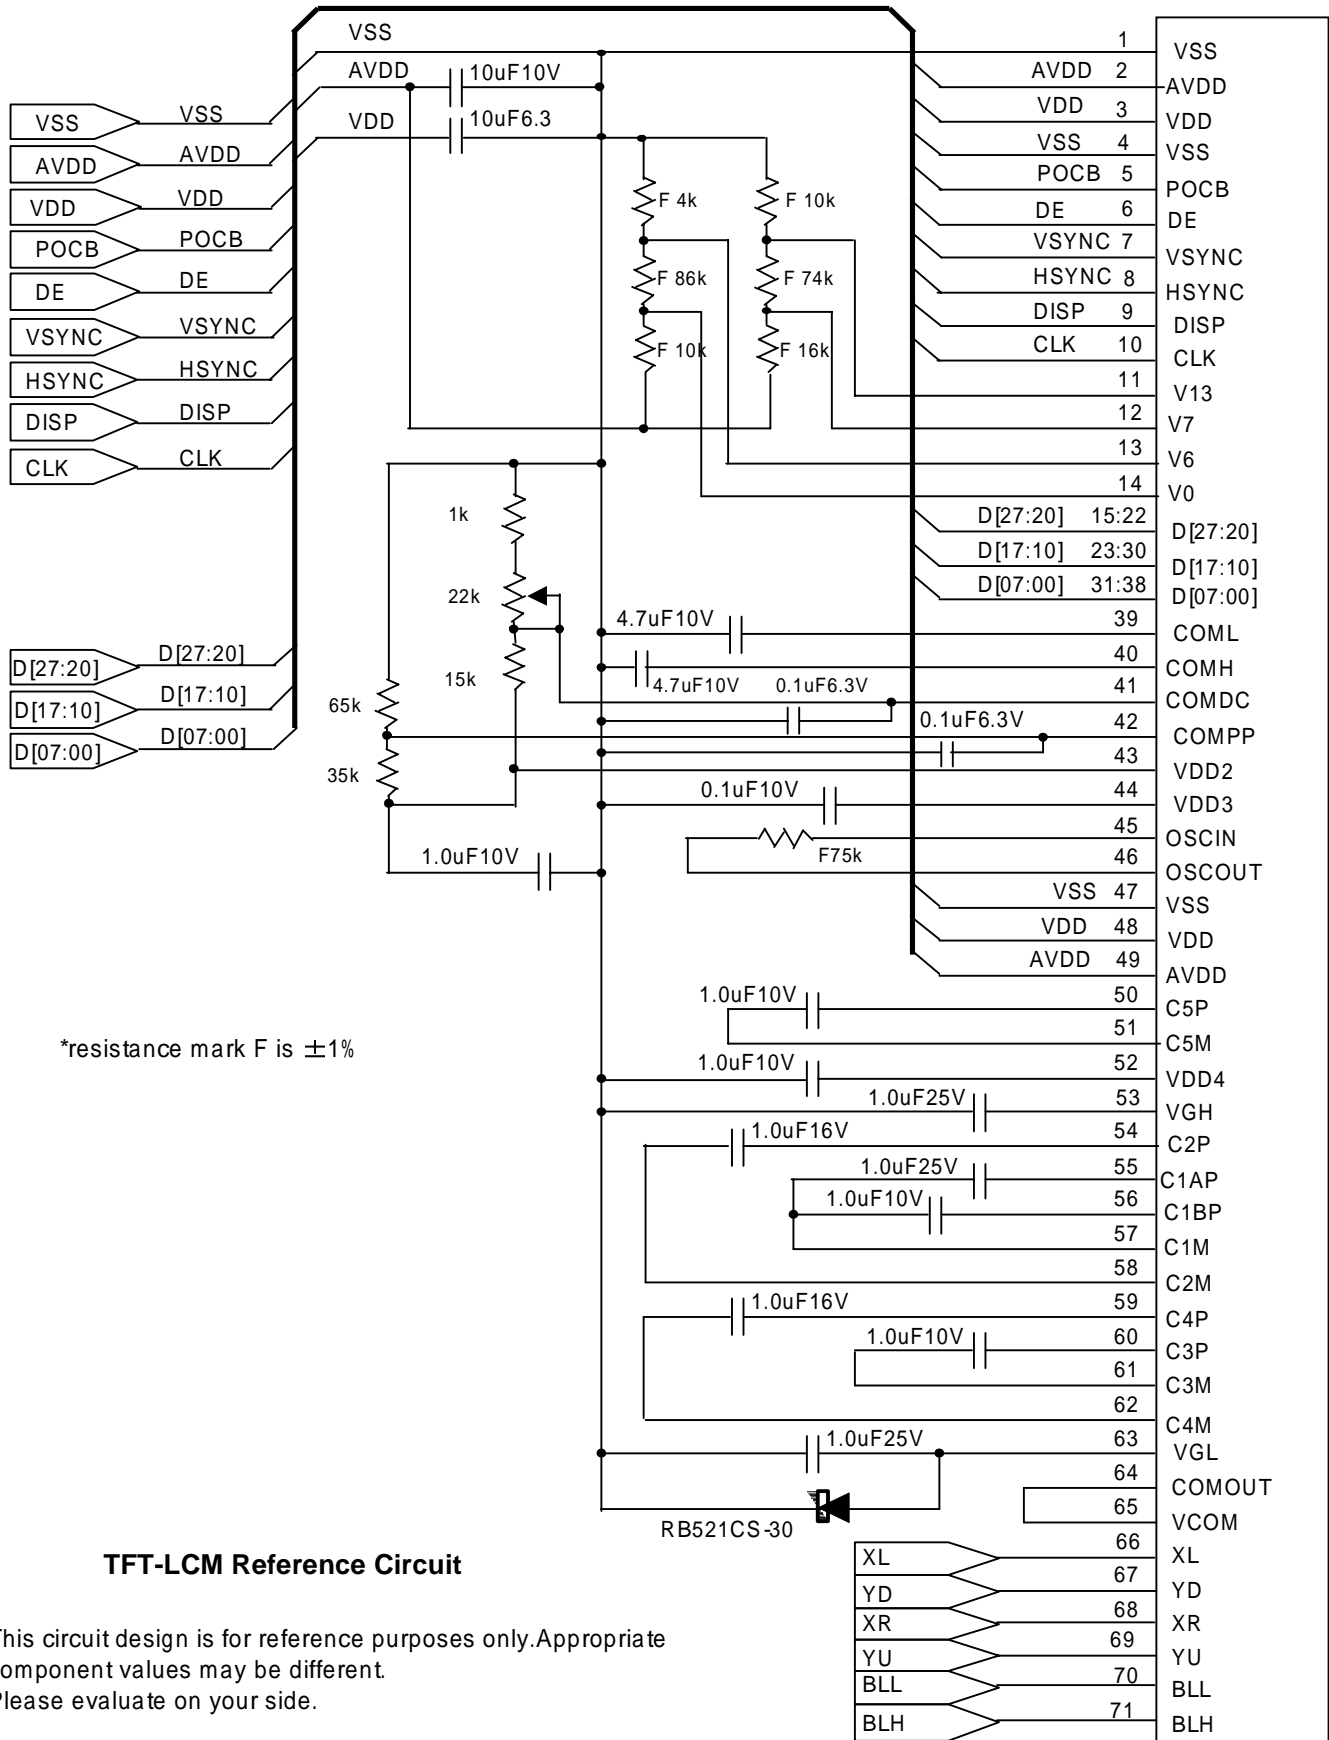 VSS
AVDD
10uF10V
VDD
10uF6.3
VSS VSS
AVDD AVDD
VDD VDD
POCB POCB
DE DE
VSYNC VSYNC
HSYNC HSYNC
DISP DISP
CLK CLK
D[27:20] D[27:20]
D[17:10] D[17:10]
D[07:00] D[07:00]
F 4k
F 10k
F 86k
F 74k
F 10k
F 16k
1k
22k
15k
65k
35k
1.0uF10V
4.7uF10V
4.7uF10V
0.1uF6.3V
0.1uF6.3V
0.1uF10V
F75k
1 VSS
AVDD 2 AVDD
VDD 3 VDD
VSS 4 VSS
POCB 5 POCB
DE 6 DE
VSYNC 7 VSYNC
HSYNC 8 HSYNC
DISP 9 DISP
CLK 10 CLK
11 V13
12 V7
13 V6
14 V0
D[27:20] 15:22 D[27:20]
D[17:10] 23:30 D[17:10]
D[07:00] 31:38 D[07:00]
39 COML
40 COMH
41 COMDC
42 COMPP
43 VDD2
44 VDD3
45 OSCIN
46 OSCOUT
VSS 47 VSS
VDD 48 VDD
AVDD 49 AVDD
1.0uF10V 50 C5P
51 C5M
1.0uF10V 52 VDD4
1.0uF25V 53 VGH
1.0uF16V 54 C2P
1.0uF25V 55 C1AP
1.0uF10V 56 C1BP
57 C1M
58 C2M
1.0uF16V 59 C4P
1.0uF10V 60 C3P
61 C3M
62 C4M
1.0uF25V 63 VGL
RB521CS-30
64 COMOUT
65 VCOM
XL 66 XL
YD 67 YD
XR 68 XR
YU 69 YU
BLL 70 BLL
BLH 71 BLH
*resistance mark F is ±1%
TFT-LCM Reference Circuit
This circuit design is for reference purposes only.Appropriate
component values may be different.
Please evaluate on your side.